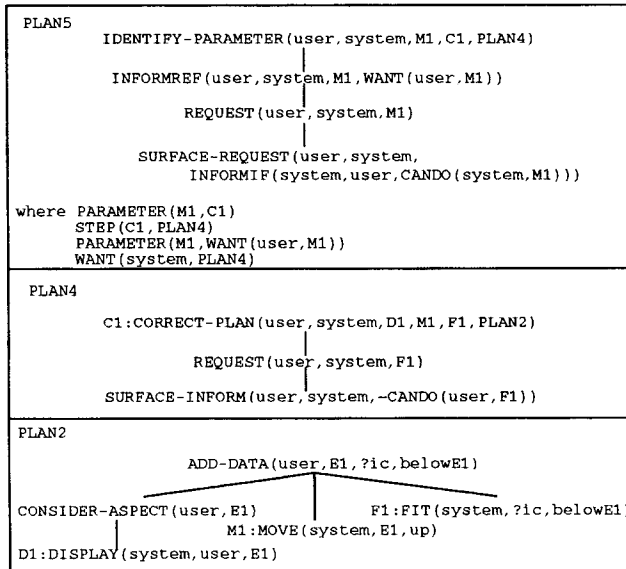 PLAN5
IDENTIFY-PARAMETER(user,system,M1,C1,PLAN4)
INFORMREF(user,system,M1,WANT(user,M1))
REQUEST(user,system,M1)
SURFACE-REQUEST(user,system,
INFORMIF(system,user,CANDO(system,M1)))
where PARAMETER(M1,C1)
STEP(C1,PLAN4)
PARAMETER(M1,WANT(user,M1))
WANT(system,PLAN4)
PLAN4
C1:CORRECT-PLAN(user,system,D1,M1,F1,PLAN2)
REQUEST(user,system,F1)
SURFACE-INFORM(user,system,~CANDO(user,F1))
PLAN2
ADD-DATA(user,E1,?ic,belowE1)
CONSIDER-ASPECT(user,E1) F1:FIT(system,?ic,belowE1)
M1:MOVE(system,E1,up)
D1:DISPLAY(system,user,E1)